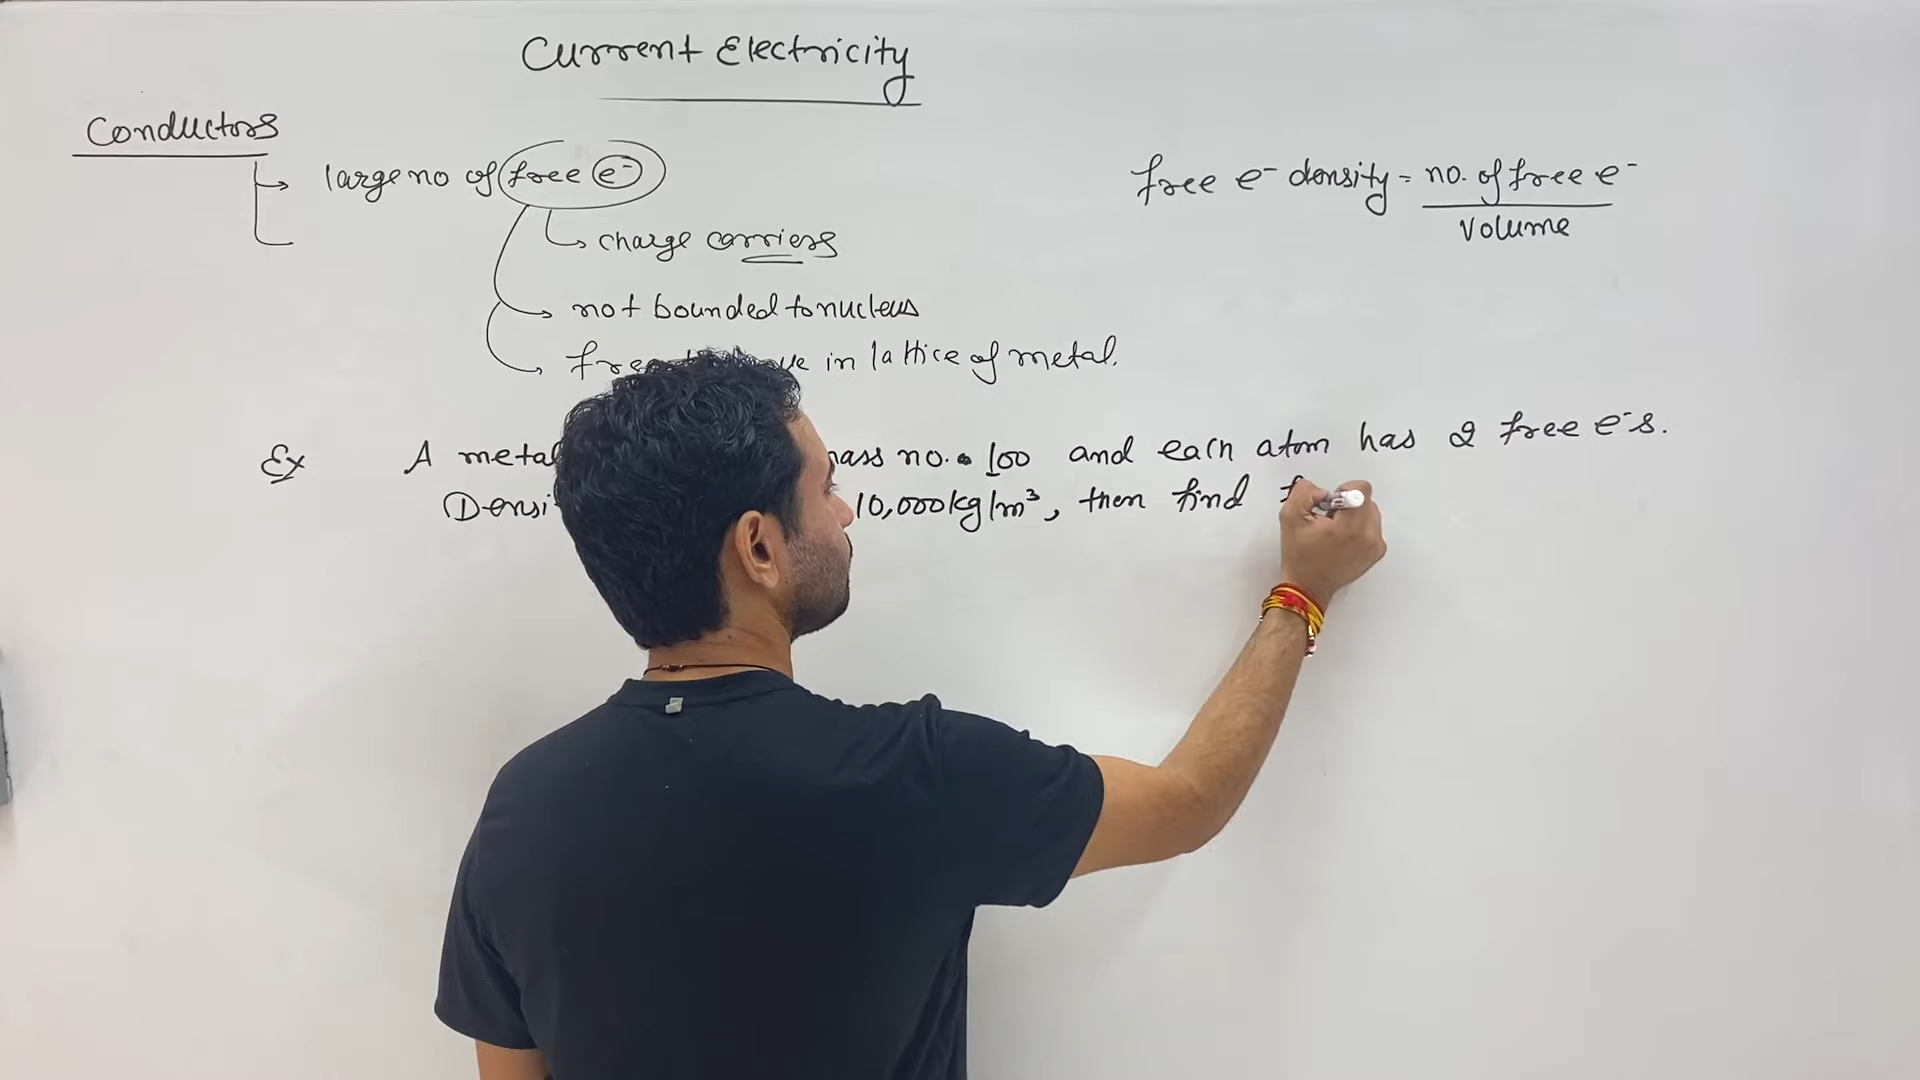 Current Electricity
Conductors
large no of free e⁻
free e⁻ density = no. of free e⁻
volume
charge carriers
not bounded to nucleus
in lattice of metal.
Ex A metal mass no. 100 and each atom has 2 free e⁻s.
10,000 kg/m³, then find